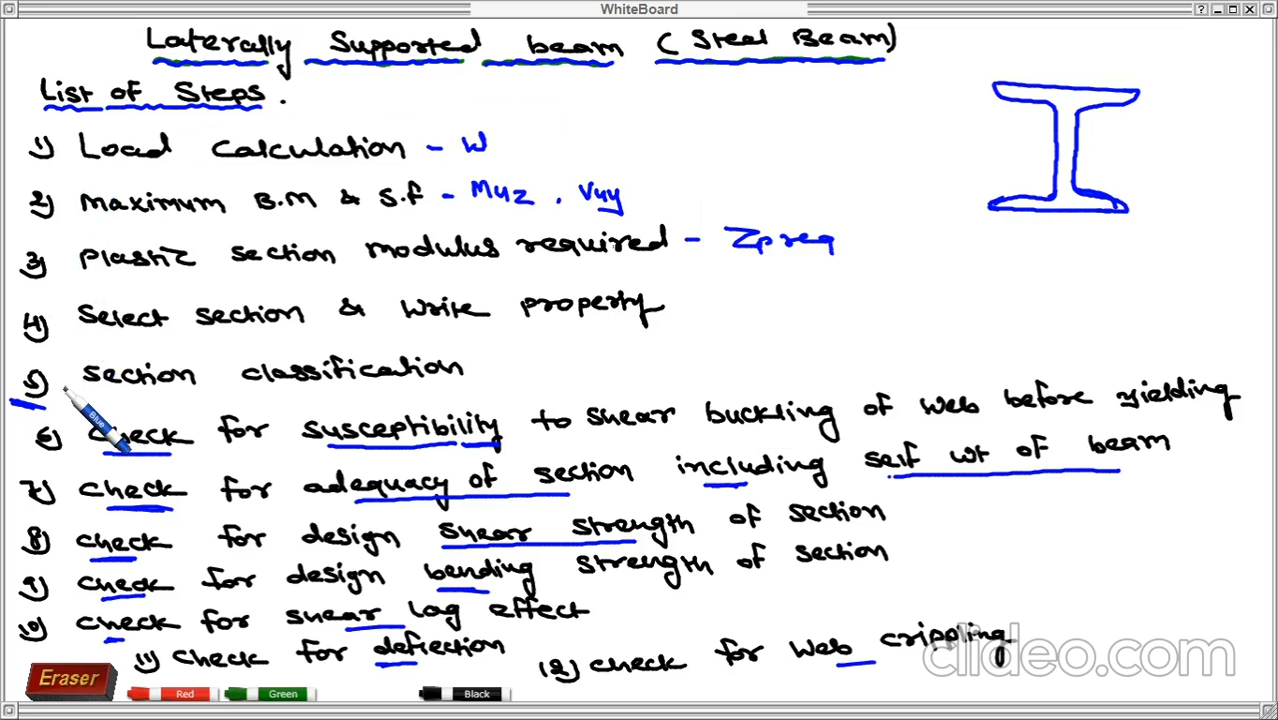 WhiteBoard
Laterally Supported beam (Steel Beam)
List of Steps.
1) Load Calculation - W
2) Maximum B.M & S.f - Muz, Vuy
3) Plastic section modulus required - Zp req
4) Select section & Write property
5) section classification
6) check for susceptibility to shear buckling of Web before yielding
7) check for adequacy of section including self wt of beam
8) check for design shear strength of section
9) check for design bending strength of section
10) check for shear lag effect
11) Check for deflection
12) Check for Web crippling
clideo.com
Blue
Eraser
Red
Green
Black